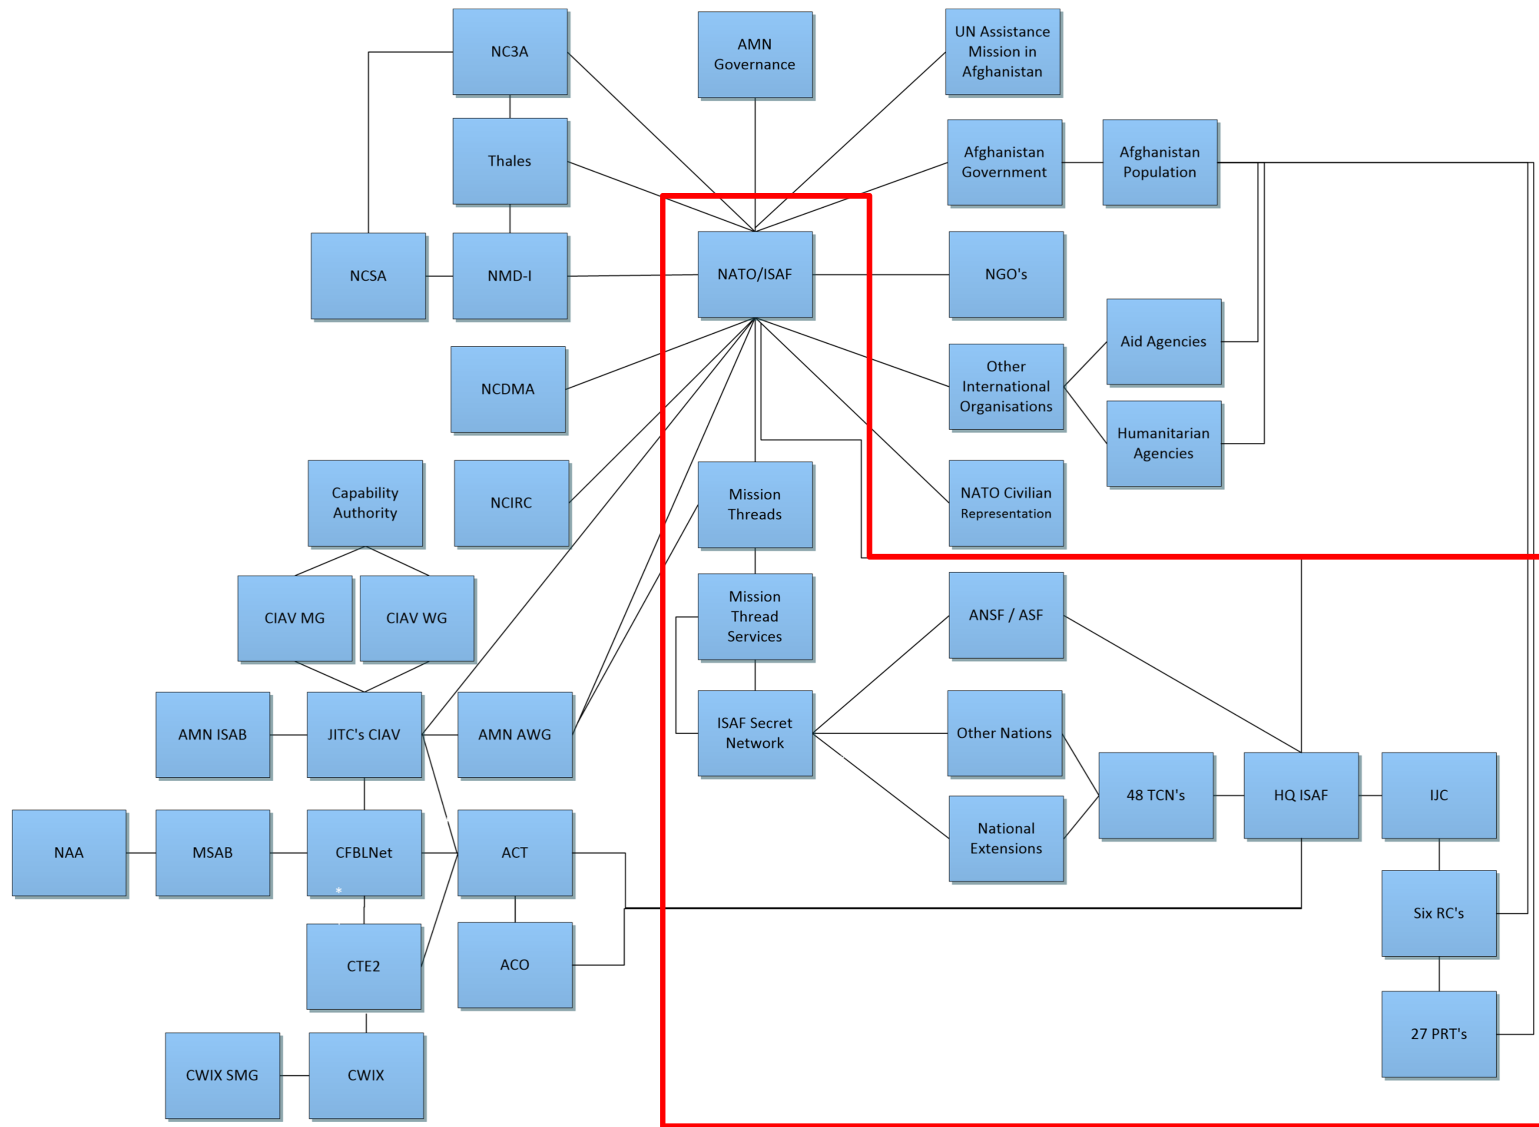 NC3A
AMN
Governance
UN Assistance
Mission in
Afghanistan
Thales
Afghanistan
Government
Afghanistan
Population
NCSA
NMD-I
NATO/ISAF
NGO's
NCDMA
Other
International
Organisations
Aid Agencies
Humanitarian
Agencies
Capability
Authority
NCIRC
Mission
Threads
NATO Civilian
Representation
CIAV MG
CIAV WG
Mission
Thread
Services
ANSF / ASF
AMN ISAB
JITC's CIAV
AMN AWG
ISAF Secret
Network
Other Nations
48 TCN's
HQ ISAF
IJC
NAA
MSAB
CFBLNet
*
ACT
National
Extensions
Six RC's
CTE2
ACO
27 PRT's
CWIX SMG
CWIX